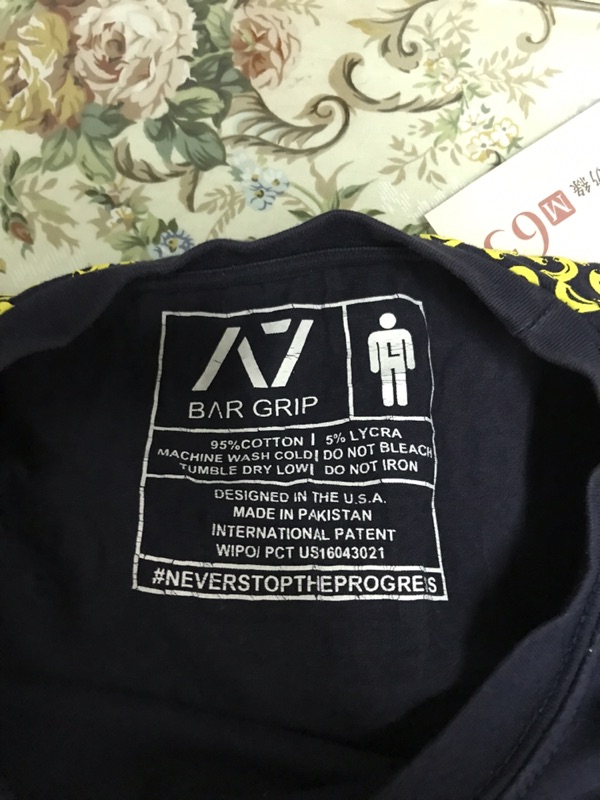 M
65
A7
BAR GRIP
L
95%COTTON | 5% LYCRA
MACHINE WASH COLD| DO NOT BLEACH
TUMBLE DRY LOW| DO NOT IRON
DESIGNED IN THE U.S.A.
MADE IN PAKISTAN
INTERNATIONAL PATENT
WIPO/ PCT US16043021
#NEVERSTOPTHEPROGRESS